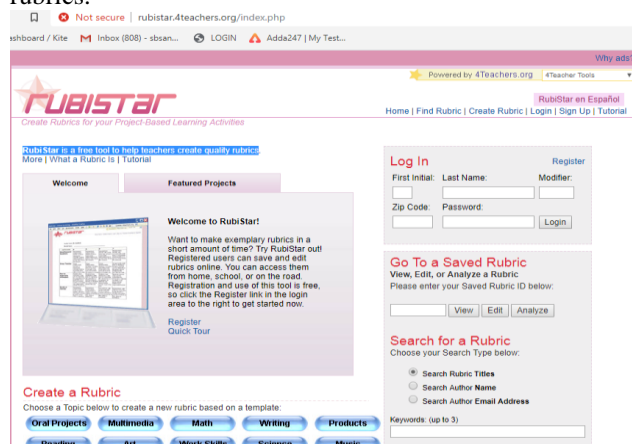 rubrics.
Not secure | rubistar.4teachers.org/index.php
ashboard / Kite Inbox (808) - sbsan... LOGIN Adda247 | My Test...
Why ads?
Powered by 4Teachers.org 4Teacher Tools
RUBISTAR
RubiStar en Español
Home | Find Rubric | Create Rubric | Login | Sign Up | Tutorial
Create Rubrics for your Project-Based Learning Activities
RubiStar is a free tool to help teachers create quality rubrics
More | What a Rubric Is | Tutorial
Welcome Featured Projects
Welcome to RubiStar!
Want to make exemplary rubrics in a
short amount of time? Try RubiStar out!
Registered users can save and edit
rubrics online. You can access them
from home, school, or on the road.
Registration and use of this tool is free,
so click the Register link in the login
area to the right to get started now.
Register
Quick Tour
Log In Register
First Initial: Last Name: Modifier:
Zip Code: Password:
Login
Go To a Saved Rubric
View, Edit, or Analyze a Rubric
Please enter your Saved Rubric ID below:
View Edit Analyze
Search for a Rubric
Choose your Search Type below:
Search Rubric Titles
Search Author Name
Search Author Email Address
Keywords: (up to 3)
Create a Rubric
Choose a Topic below to create a new rubric based on a template:
Oral Projects Multimedia Math Writing Products
Reading Art Work Skills Science Music